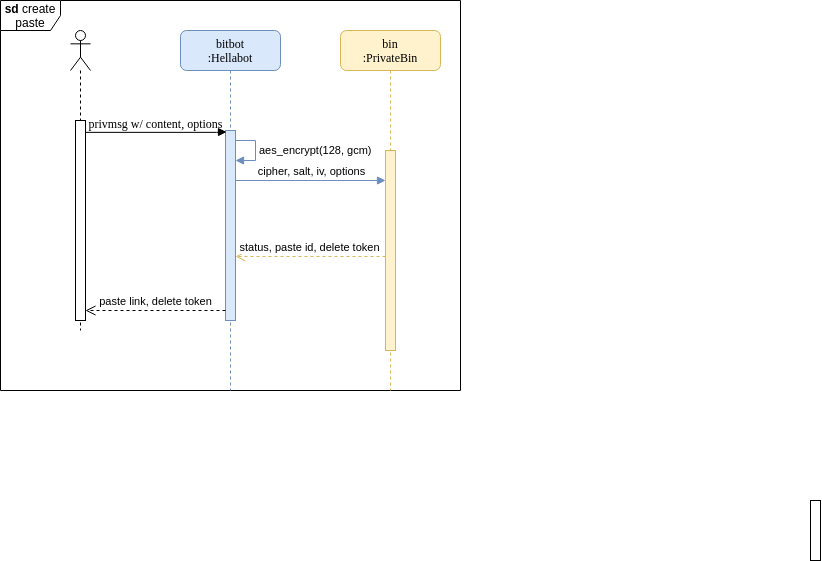 sd create
paste
bitbot
:Hellabot
bin
:PrivateBin
privmsg w/ content, options
aes_encrypt(128, gcm)
cipher, salt, iv, options
status, paste id, delete token
paste link, delete token